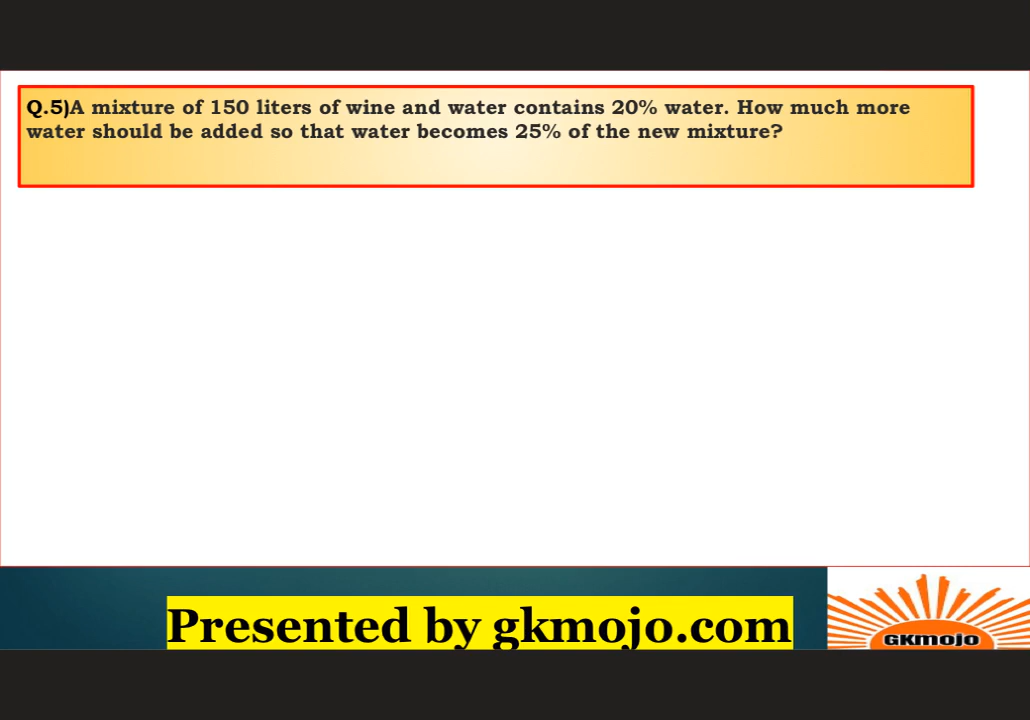 Q.5)A mixture of 150 liters of wine and water contains 20% water. How much more
water should be added so that water becomes 25% of the new mixture?
Presented by gkmojo.com
GKmojo